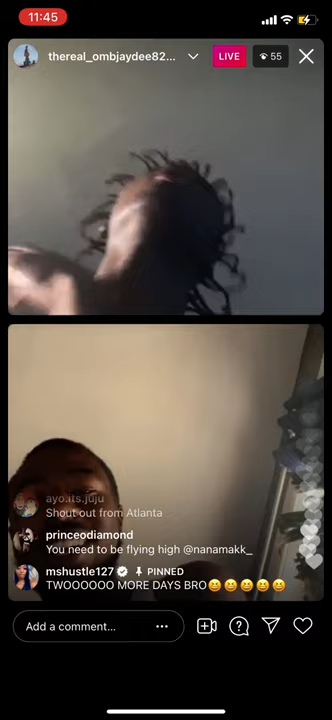 11:45
thereal_ombjaydee82...
LIVE
55
ayo.its.juju
Shout out from Atlanta
princeodiamond
You need to be flying high @nanamakk_
mshustle127 PINNED
TWOOOOOO MORE DAYS BRO😆😆😆😆😆
Add a comment...